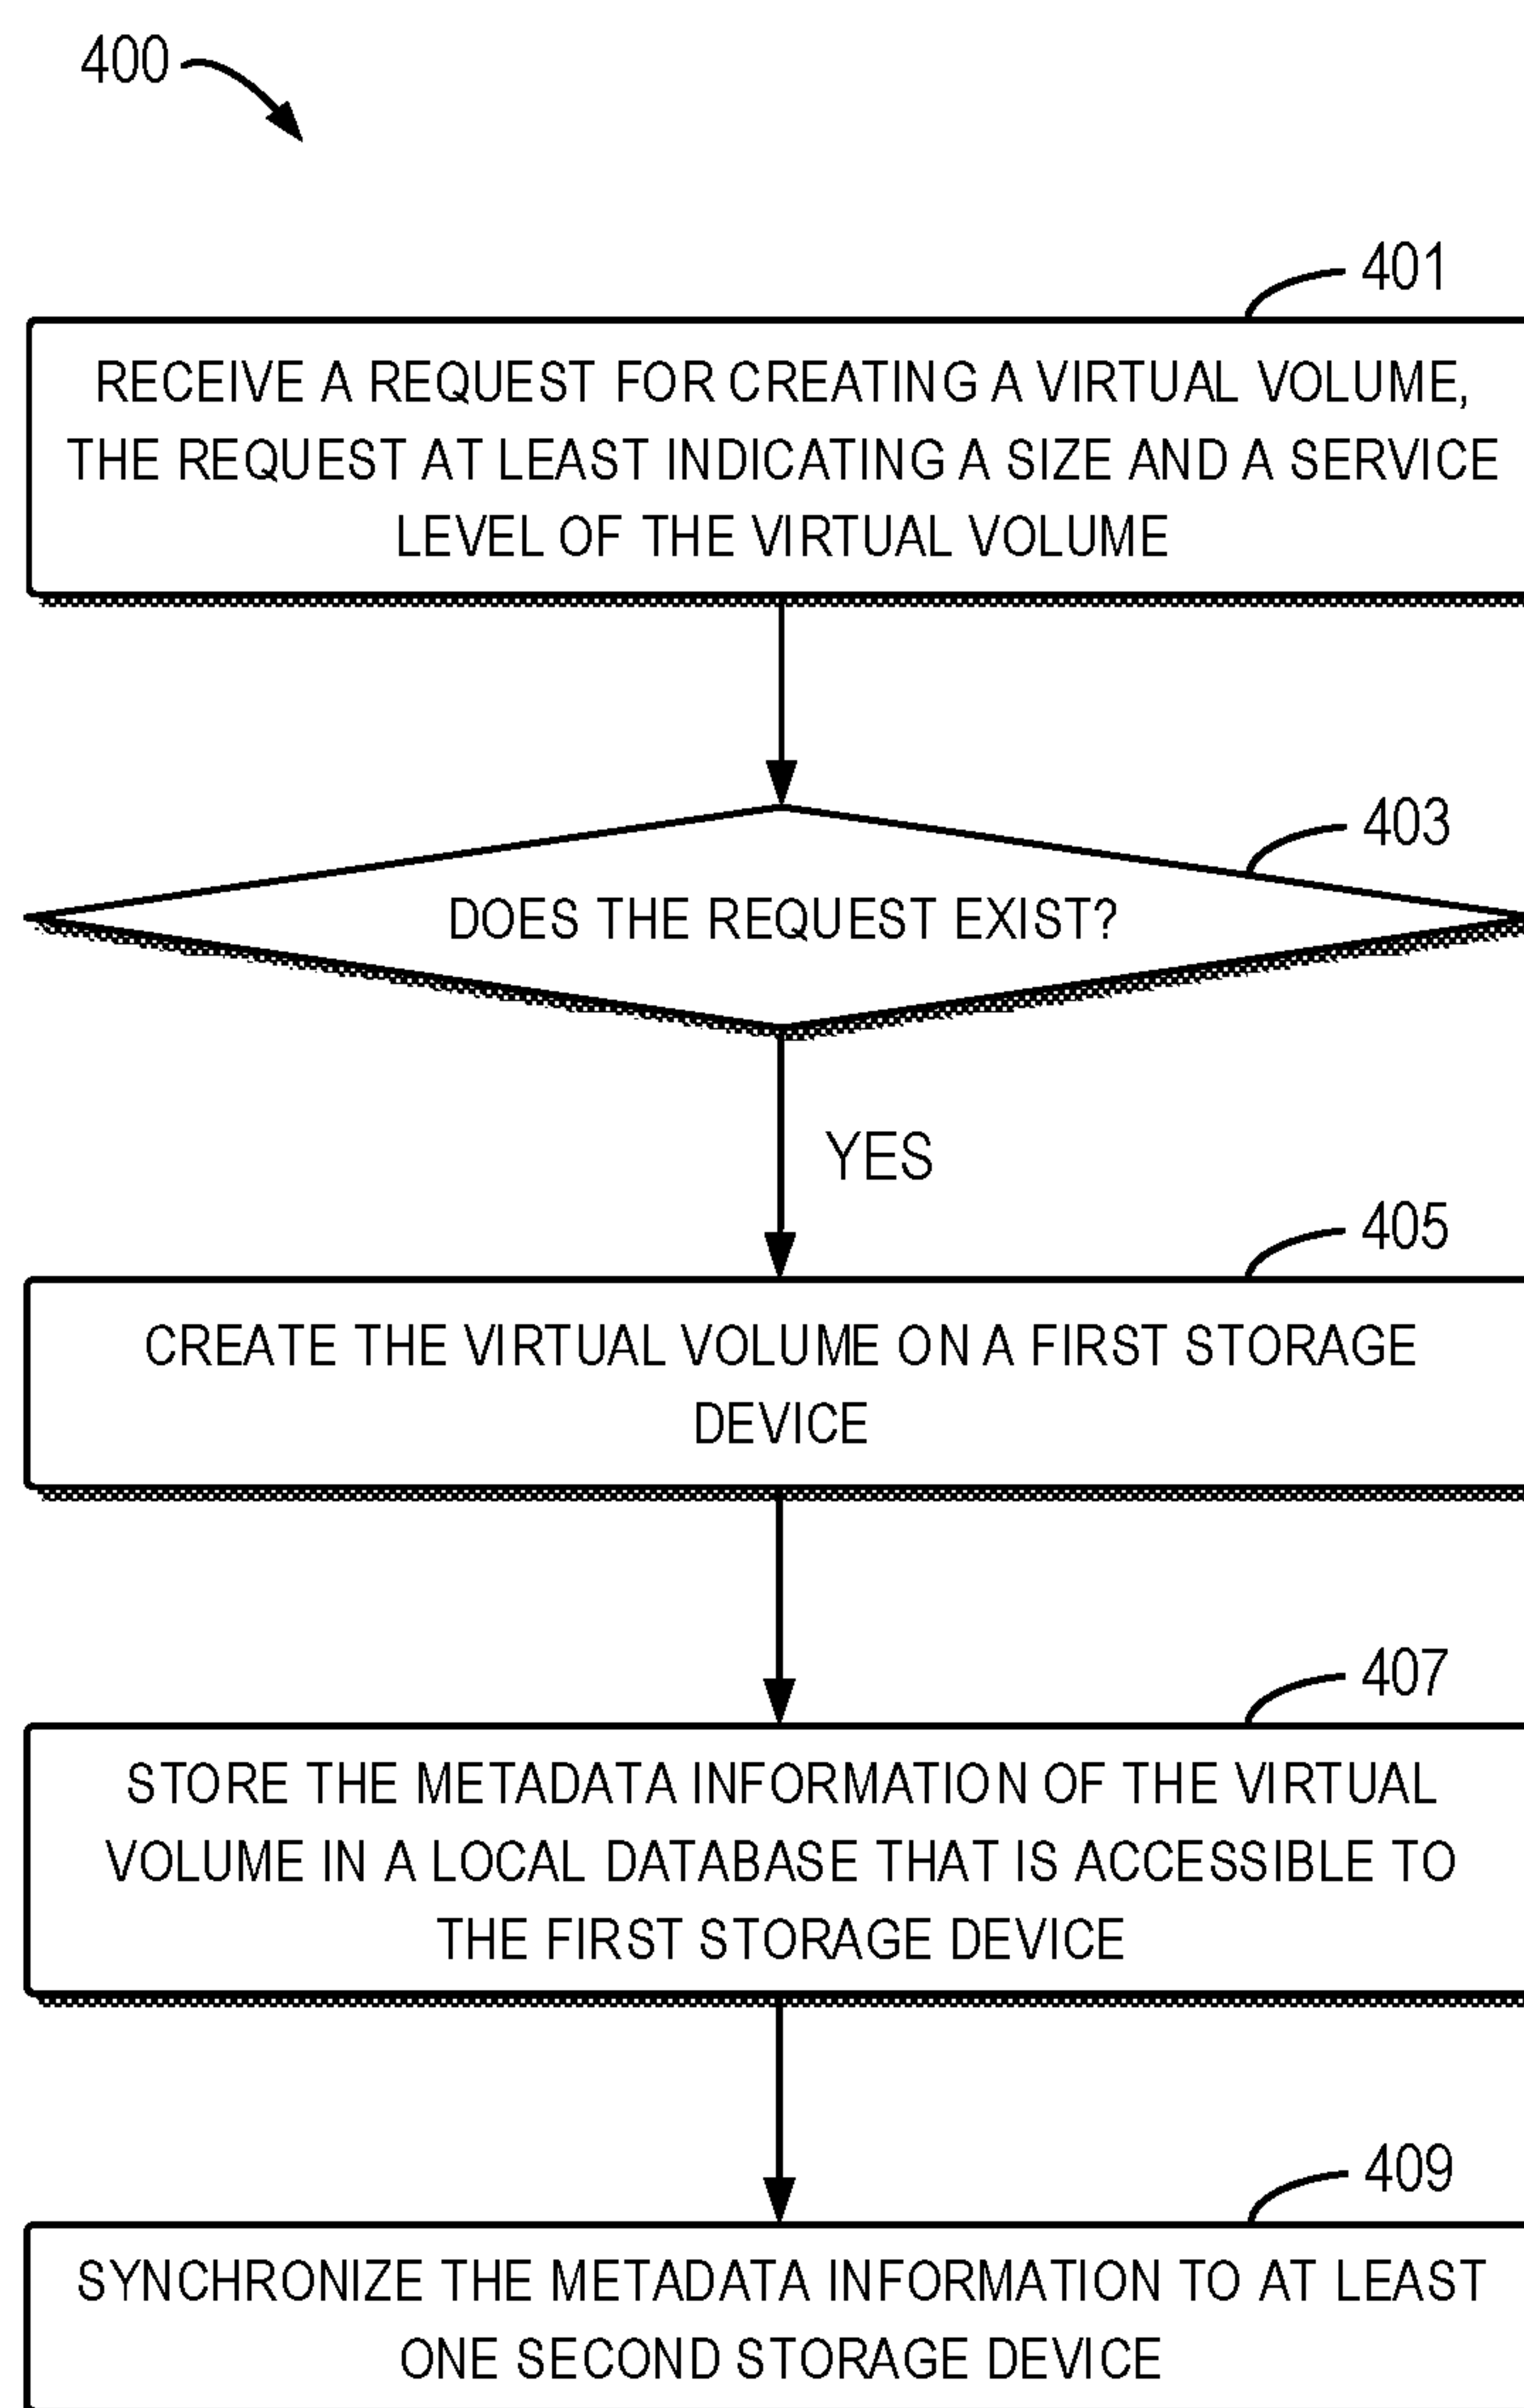 400
401
RECEIVE A REQUEST FOR CREATING A VIRTUAL VOLUME,
THE REQUEST AT LEAST INDICATING A SIZE AND A SERVICE
LEVEL OF THE VIRTUAL VOLUME
403
DOES THE REQUEST EXIST?
YES
405
CREATE THE VIRTUAL VOLUME ON A FIRST STORAGE
DEVICE
407
STORE THE METADATA INFORMATION OF THE VIRTUAL
VOLUME IN A LOCAL DATABASE THAT IS ACCESSIBLE TO
THE FIRST STORAGE DEVICE
409
SYNCHRONIZE THE METADATA INFORMATION TO AT LEAST
ONE SECOND STORAGE DEVICE